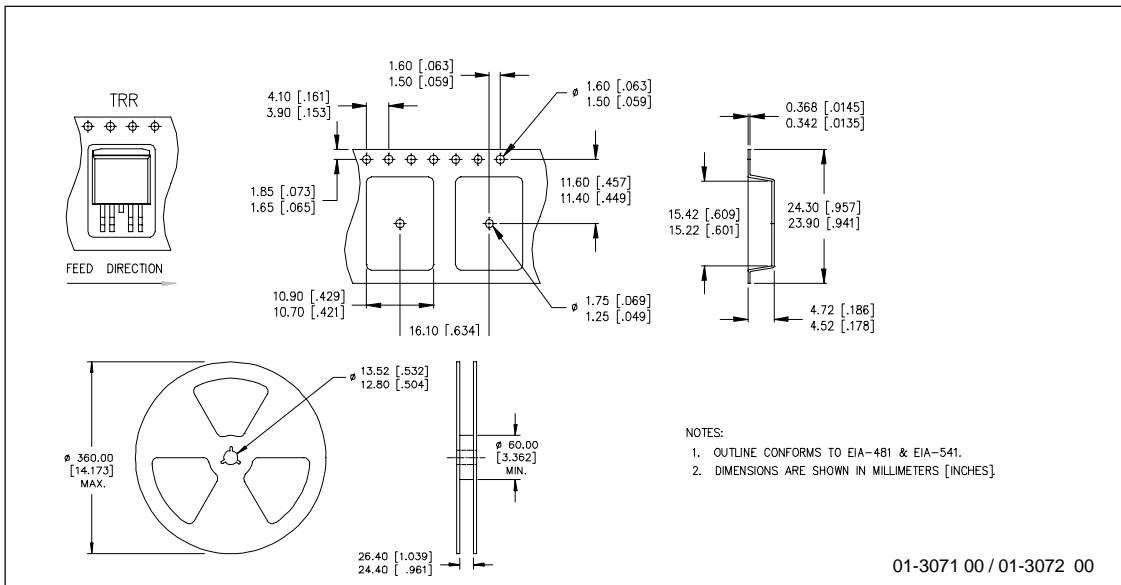 TRR
FEED DIRECTION
1.60 [.063]
1.50 [.059]
4.10 [.161]
3.90 [.153]
ø 1.60 [.063]
1.50 [.059]
1.85 [.073]
1.65 [.065]
11.60 [.457]
11.40 [.449]
10.90 [.429]
10.70 [.421]
16.10 [.634]
ø 1.75 [.069]
1.25 [.049]
0.368 [.0145]
0.342 [.0135]
15.42 [.609]
15.22 [.601]
24.30 [.957]
23.90 [.941]
4.72 [.186]
4.52 [.178]
ø 360.00
[14.173]
MAX.
ø 13.52 [.532]
12.80 [.504]
ø 60.00
[3.362]
MIN.
26.40 [1.039]
24.40 [ .961]
NOTES:
1. OUTLINE CONFORMS TO EIA-481 & EIA-541.
2. DIMENSIONS ARE SHOWN IN MILLIMETERS [INCHES].
01-3071 00 / 01-3072 00